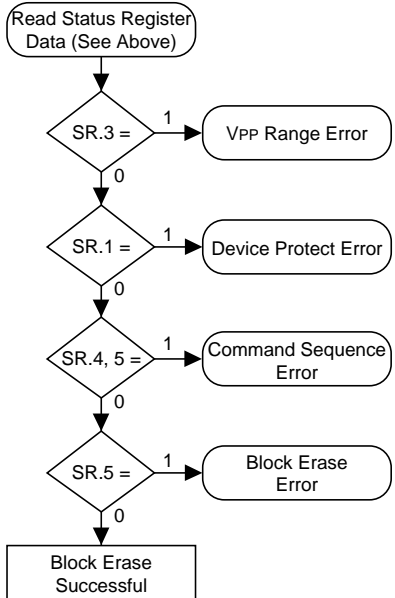 Read Status Register
Data (See Above)
SR.3 =
1
VPP Range Error
0
SR.1 =
1
Device Protect Error
0
SR.4, 5 =
1
Command Sequence
Error
0
SR.5 =
1
Block Erase
Error
0
Block Erase
Successful